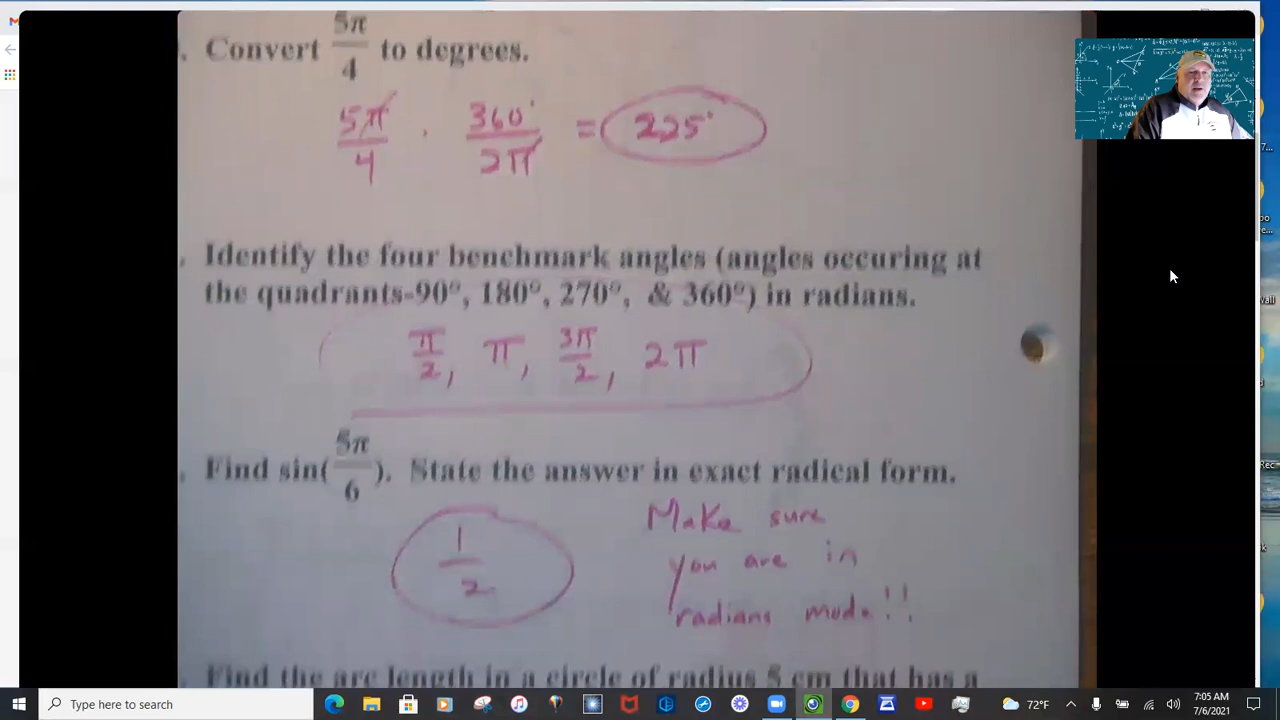 . Convert 5π/4 to degrees.
5π/4 · 360°/2π = 225°
. Identify the four benchmark angles (angles occuring at
the quadrants-90°, 180°, 270°, & 360°) in radians.
π/2, π, 3π/2, 2π
. Find sin(5π/6). State the answer in exact radical form.
1/2
Make sure
you are in
radians mode!!
Find the arc length in a circle of radius 5 cm that has a
Type here to search
72°F
7:05 AM
7/6/2021